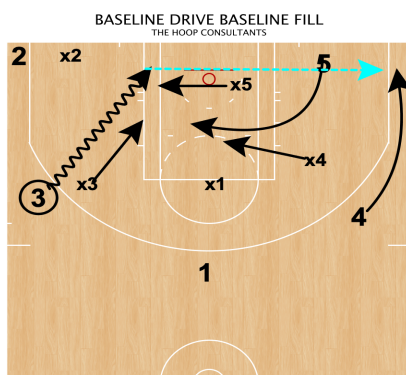 BASELINE DRIVE BASELINE FILL
THE HOOP CONSULTANTS
2 x2
5
x5
x4
x3 x1
3
4
1